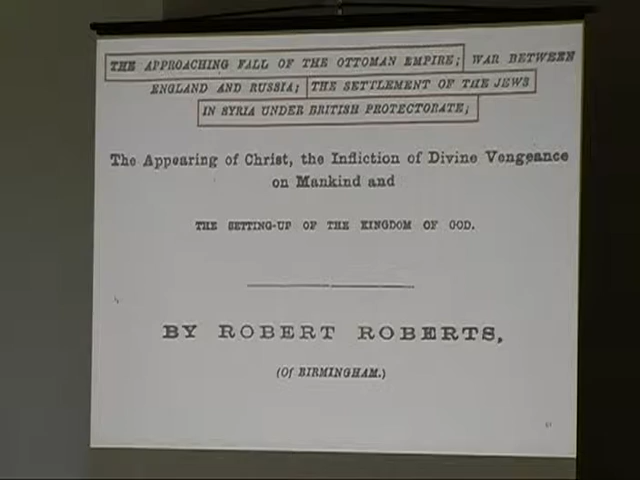 THE APPROACHING FALL OF THE OTTOMAN EMPIRE; WAR BETWEEN
ENGLAND AND RUSSIA; THE SETTLEMENT OF THE JEWS
IN SYRIA UNDER BRITISH PROTECTORATE;
The Appearing of Christ, the Infliction of Divine Vengeance
on Mankind and
THE SETTING-UP OF THE KINGDOM OF GOD.
BY ROBERT ROBERTS,
(Of BIRMINGHAM.)